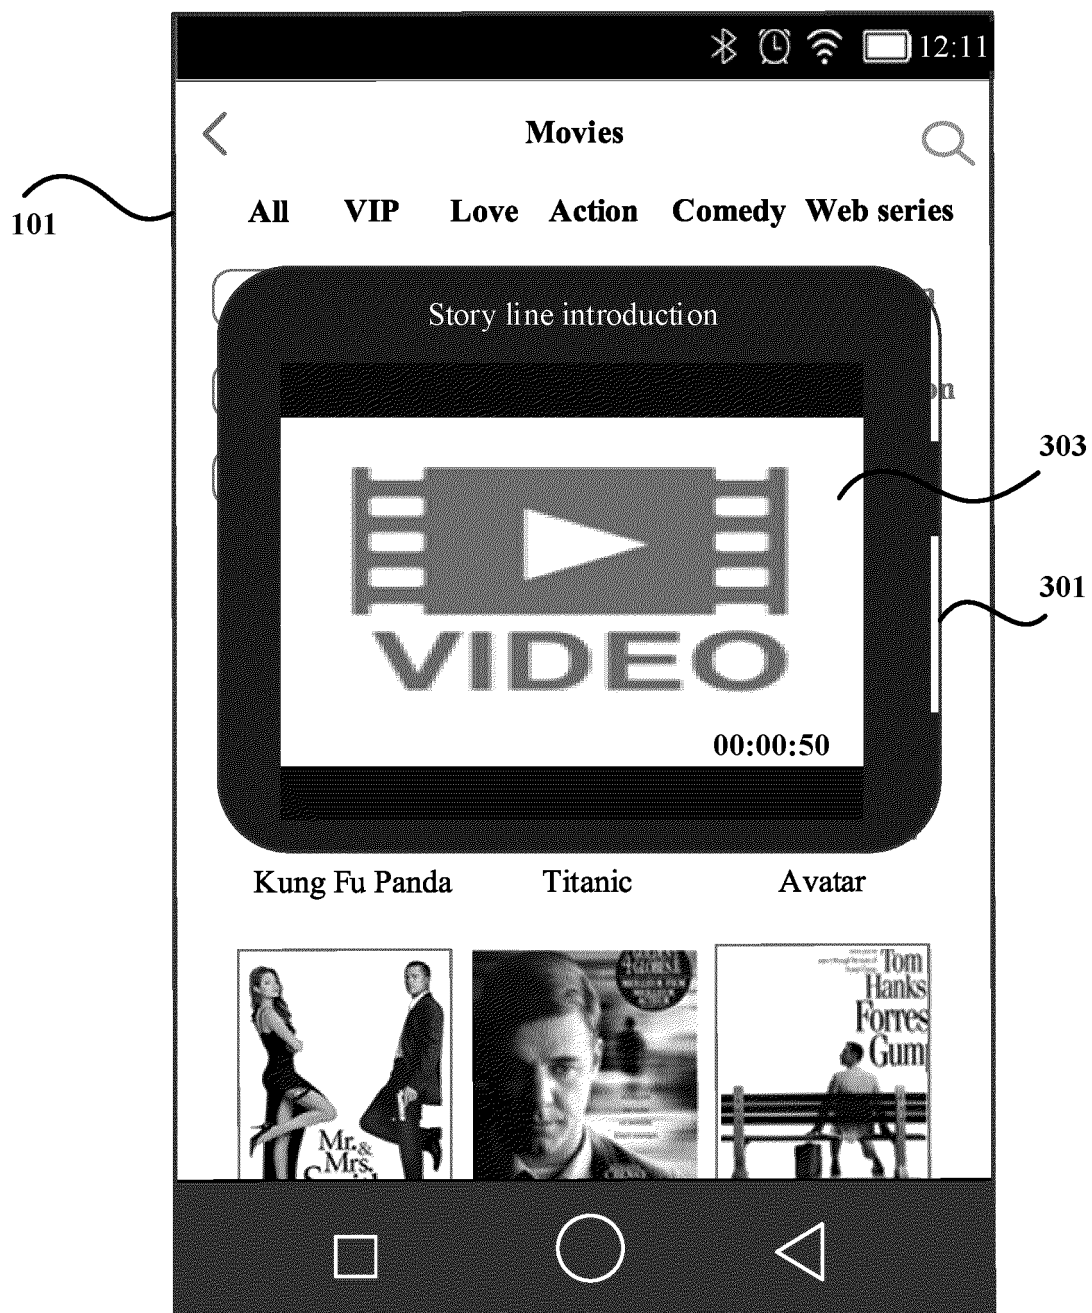 12:11
Movies
101
All VIP Love Action Comedy Web series
Story line introduction
303
301
VIDEO
00:00:50
Kung Fu Panda Titanic Avatar
Tom
Hanks
Forres
Gum
Mr. &
Mrs.